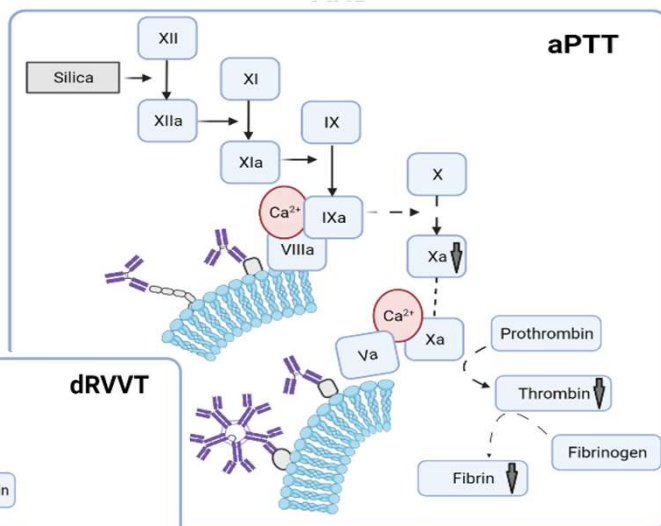 aPTT
XII
Silica
XI
XIIa
IX
XIa
X
Ca²⁺
IXa
VIIIa
Xa
Ca²⁺
Xa
Prothrombin
Va
dRVVT
Thrombin
Fibrinogen
Fibrin
in